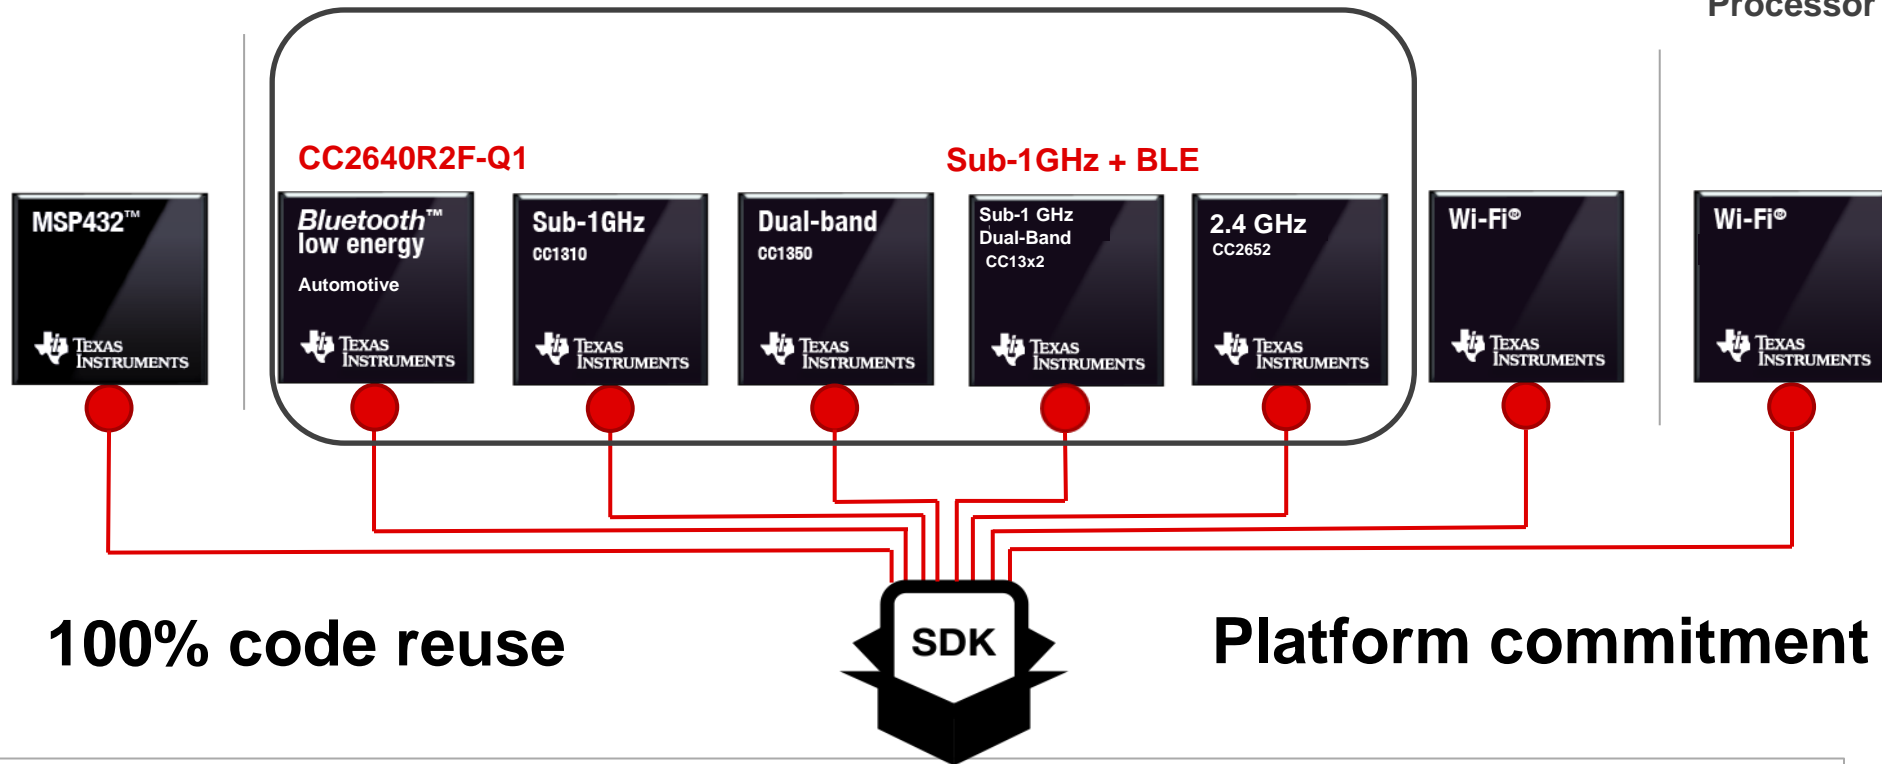 Processor
CC2640R2F-Q1
Sub-1GHz + BLE
MSP432™
TEXAS
INSTRUMENTS
Bluetooth™
low energy
Automotive
TEXAS
INSTRUMENTS
Sub-1GHz
CC1310
TEXAS
INSTRUMENTS
Dual-band
CC1350
TEXAS
INSTRUMENTS
Sub-1 GHz
Dual-Band
CC13x2
TEXAS
INSTRUMENTS
2.4 GHz
CC2652
TEXAS
INSTRUMENTS
Wi-Fi®
TEXAS
INSTRUMENTS
Wi-Fi®
TEXAS
INSTRUMENTS
100% code reuse
SDK
Platform commitment